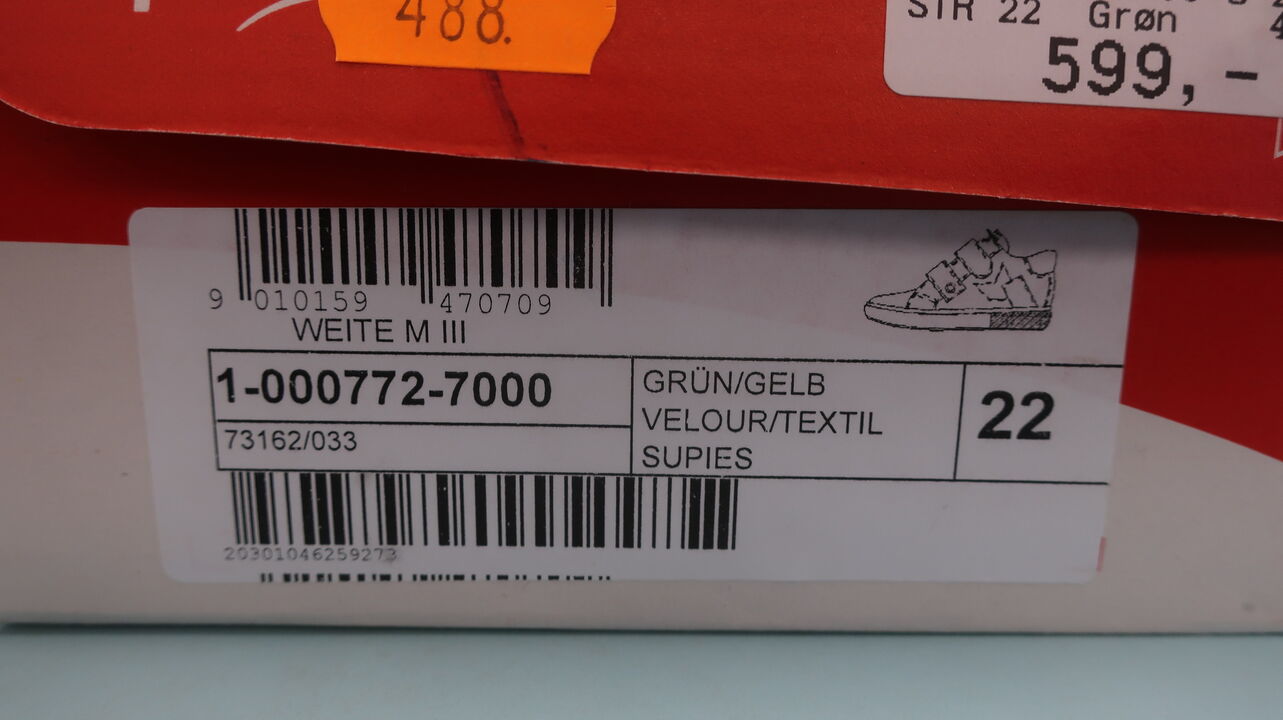 488.
STR 22 Grøn
599,-
9 010159 470709
WEITE M III
1-000772-7000
73162/033
GRÜN/GELB
VELOUR/TEXTIL
SUPIES
22
20301046259273